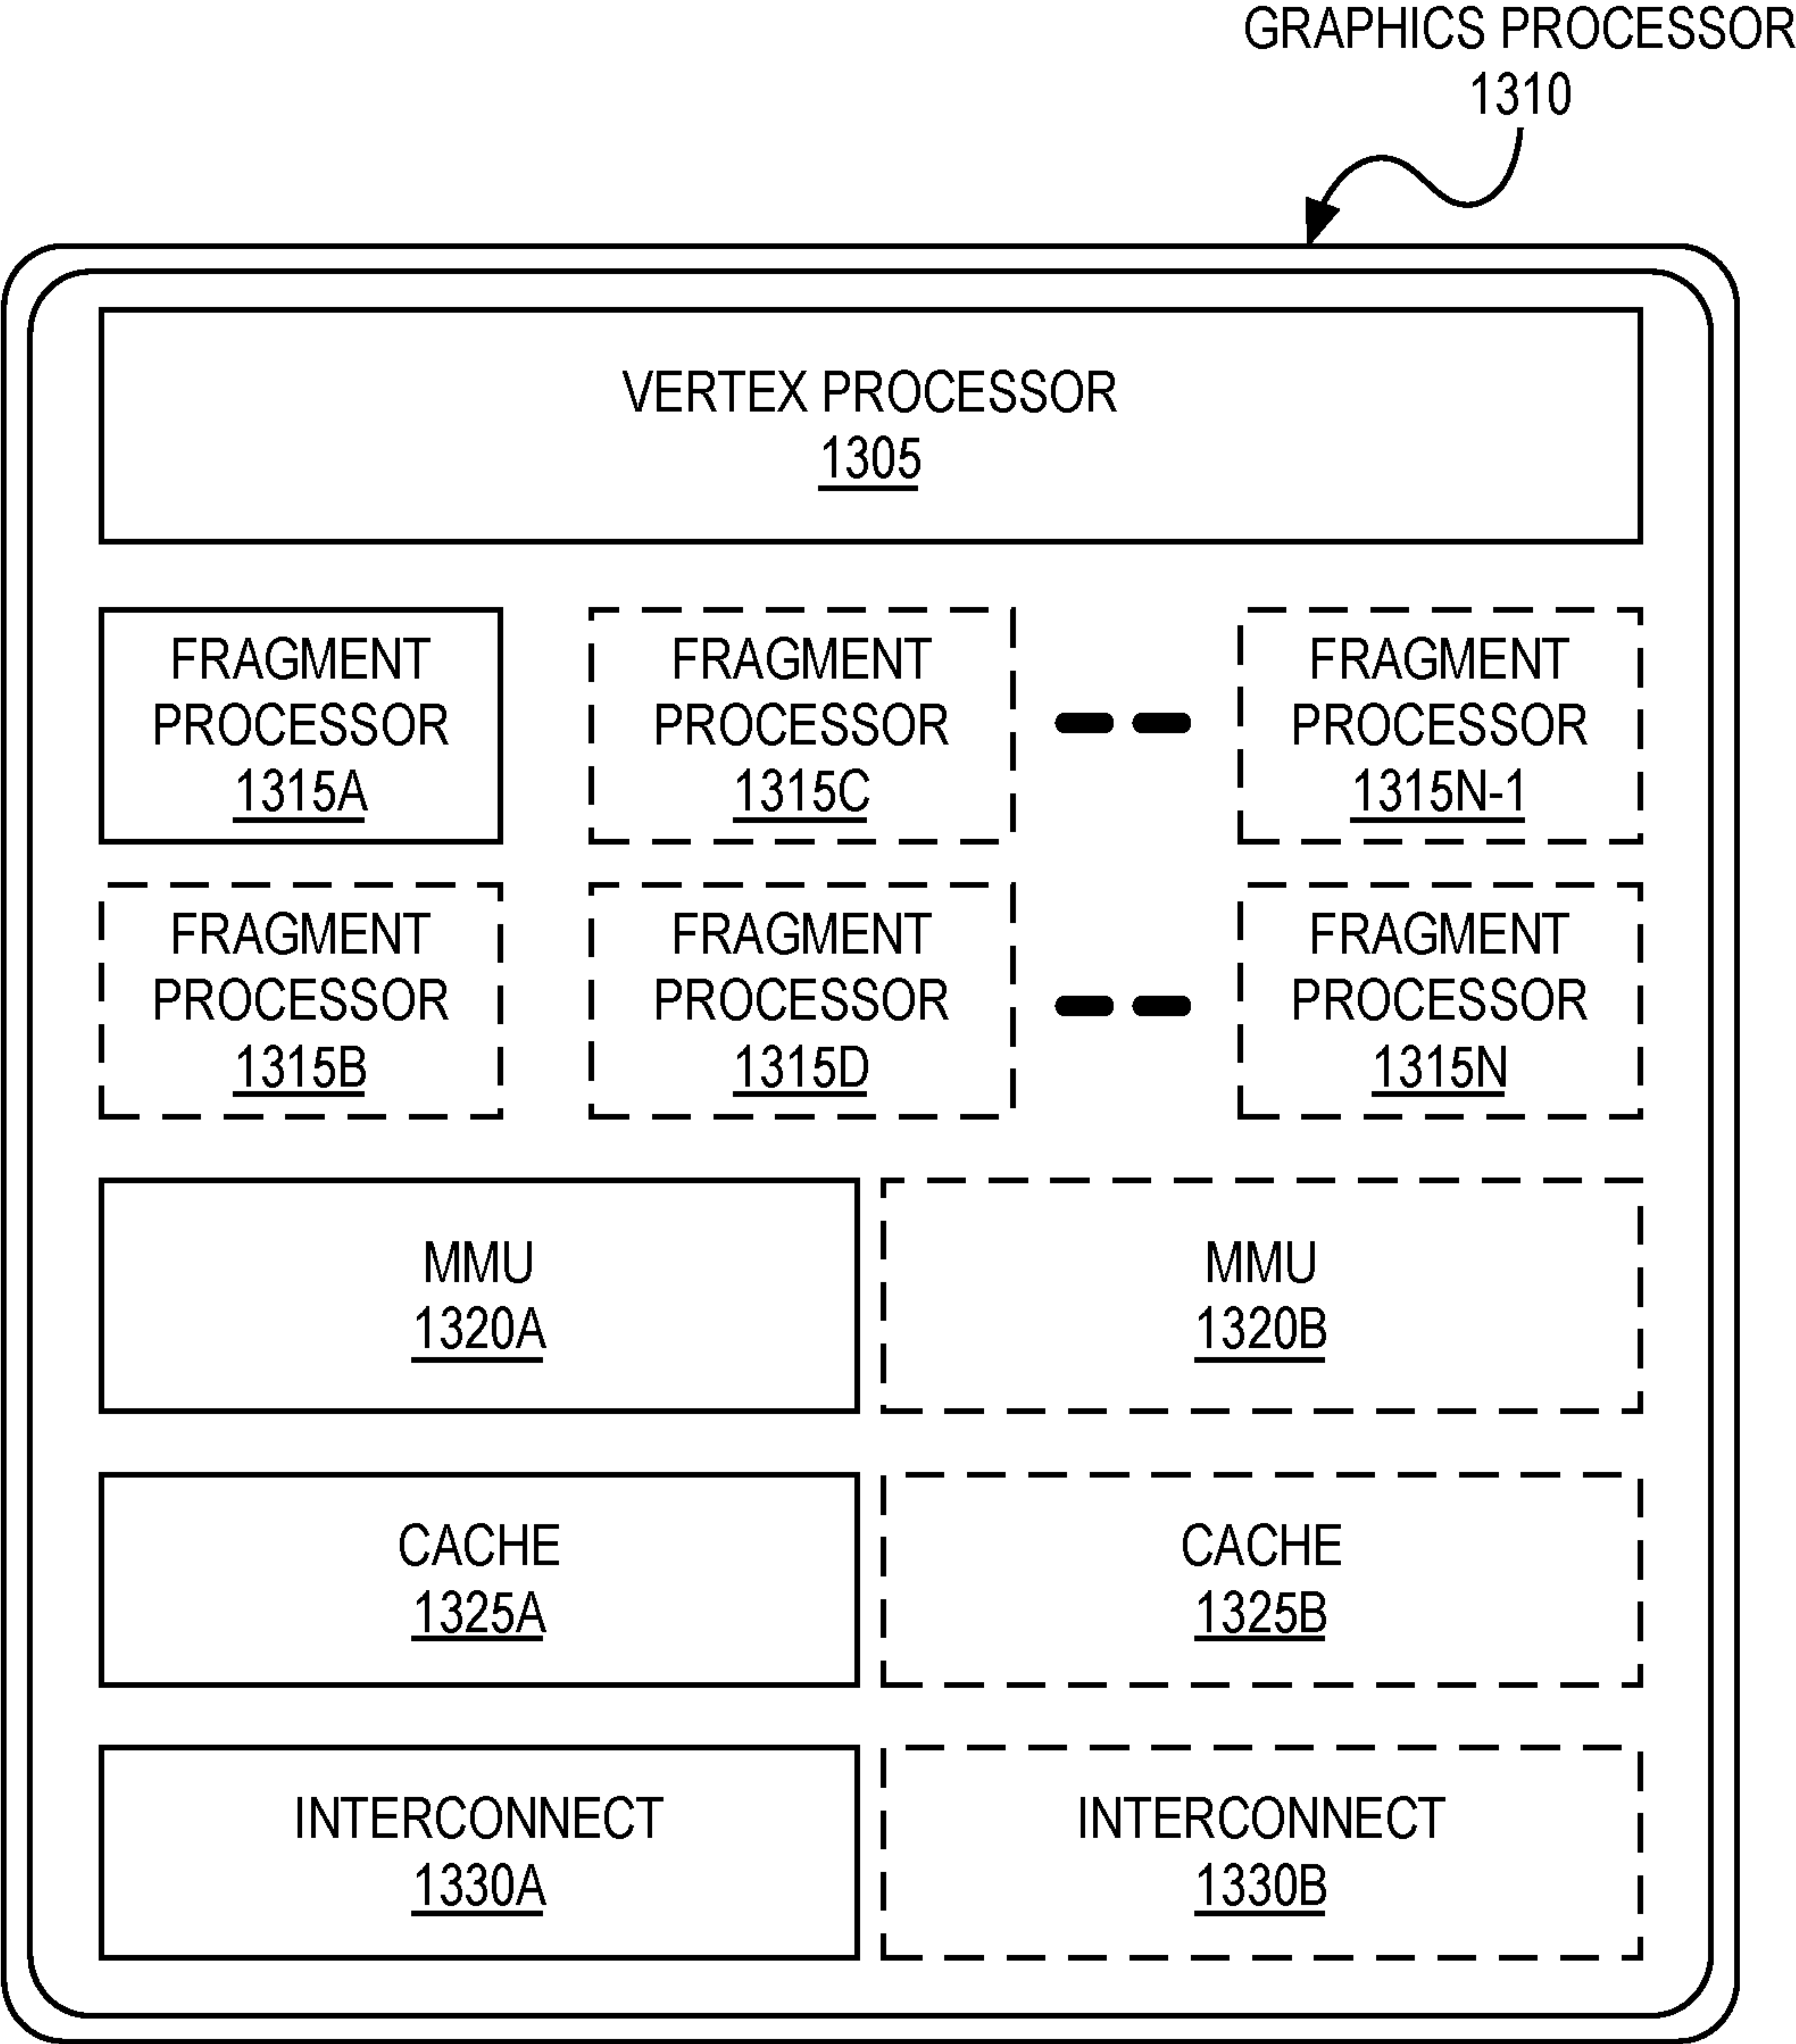 GRAPHICS PROCESSOR
1310
VERTEX PROCESSOR
1305
FRAGMENT
PROCESSOR
1315A
FRAGMENT
PROCESSOR
1315C
FRAGMENT
PROCESSOR
1315N-1
FRAGMENT
PROCESSOR
1315B
FRAGMENT
PROCESSOR
1315D
FRAGMENT
PROCESSOR
1315N
MMU
1320A
MMU
1320B
CACHE
1325A
CACHE
1325B
INTERCONNECT
1330A
INTERCONNECT
1330B